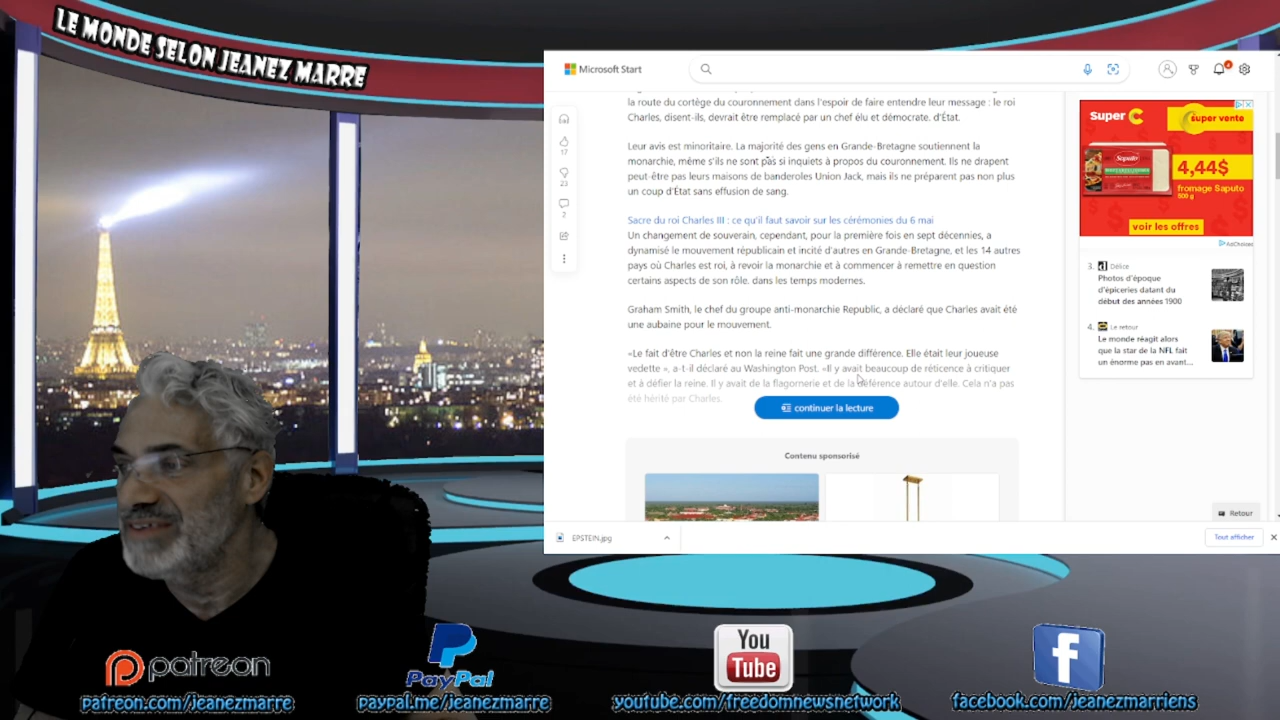 LE MONDE SELON JEANEZ MARRE
Microsoft Start
4
la route du cortège du couronnement dans l'espoir de faire entendre leur message : le roi
Charles, disent-ils, devrait être remplacé par un chef élu et démocrate. d'État.
Leur avis est minoritaire. La majorité des gens en Grande-Bretagne soutiennent la
monarchie, même s'ils ne sont pas si inquiets à propos du couronnement. Ils ne drapent
peut-être pas leurs maisons de banderoles Union Jack, mais ils ne préparent pas non plus
un coup d'État sans effusion de sang.
Sacre du roi Charles III : ce qu'il faut savoir sur les cérémonies du 6 mai
Un changement de souverain, cependant, pour la première fois en sept décennies, a
dynamisé le mouvement républicain et incité d'autres en Grande-Bretagne, et les 14 autres
pays où Charles est roi, à revoir la monarchie et à commencer à remettre en question
certains aspects de son rôle. dans les temps modernes.
Graham Smith, le chef du groupe anti-monarchie Republic, a déclaré que Charles avait été
une aubaine pour le mouvement.
«Le fait d'être Charles et non la reine fait une grande différence. Elle était leur joueuse
vedette », a-t-il déclaré au Washington Post. «Il y avait beaucoup de réticence à critiquer
et à défier la reine. Il y avait de la flagornerie et de la déférence autour d'elle. Cela n'a pas
été hérité par Charles.
continuer la lecture
Contenu sponsorisé
17
23
2
Super C
super vente
Saputo
4,44$
fromage Saputo
500 g
voir les offres
AdChoices
3. Délice
Photos d'époque
d'épiceries datant du
début des années 1900
4. Le retour
Le monde réagit alors
que la star de la NFL fait
un énorme pas en avant...
Retour
EPSTEIN.jpg
Tout afficher
patreon
PayPal
You
Tube
f
patreon.com/jeanezmarre
paypal.me/jeanezmarre
youtube.com/freedomnewsnetwork
facebook.com/jeanezmarriens